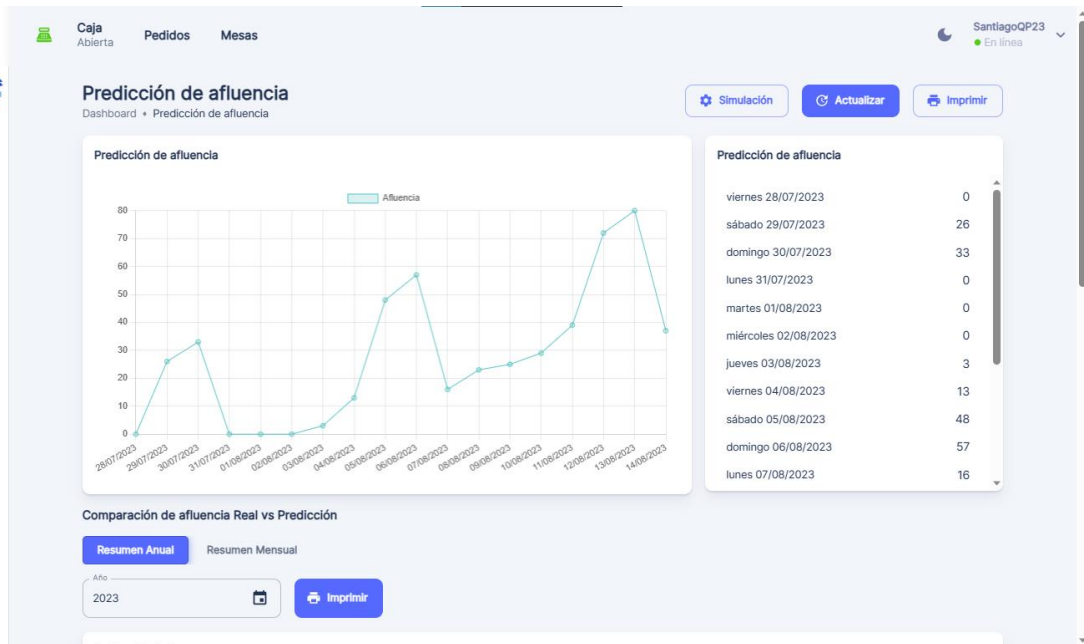 Caja
Abierta
Pedidos
Mesas
SantiagoQP23
En línea
Predicción de afluencia
Dashboard • Predicción de afluencia
Simulación
Actualizar
Imprimir
Predicción de afluencia
Afluencia
80
70
60
50
40
30
20
10
0
28/07/2023
29/07/2023
30/07/2023
31/07/2023
01/08/2023
02/08/2023
03/08/2023
04/08/2023
05/08/2023
06/08/2023
07/08/2023
08/08/2023
09/08/2023
10/08/2023
11/08/2023
12/08/2023
13/08/2023
14/08/2023
Predicción de afluencia
viernes 28/07/2023 0
sábado 29/07/2023 26
domingo 30/07/2023 33
lunes 31/07/2023 0
martes 01/08/2023 0
miércoles 02/08/2023 0
jueves 03/08/2023 3
viernes 04/08/2023 13
sábado 05/08/2023 48
domingo 06/08/2023 57
lunes 07/08/2023 16
Comparación de afluencia Real vs Predicción
Resumen Anual
Resumen Mensual
Año
2023
Imprimir